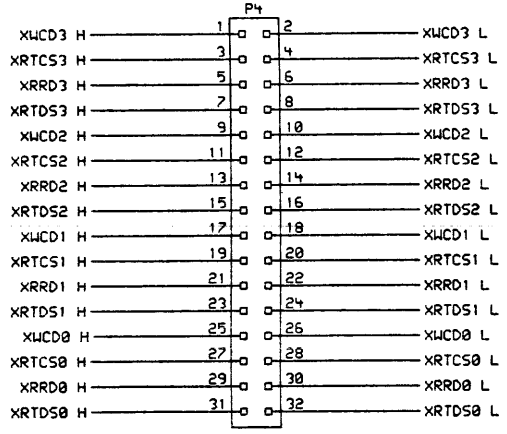 P4
XWCD3 H 1 2 XWCD3 L
XRTCS3 H 3 4 XRTCS3 L
XRRD3 H 5 6 XRRD3 L
XRTDS3 H 7 8 XRTDS3 L
XWCD2 H 9 10 XWCD2 L
XRTCS2 H 11 12 XRTCS2 L
XRRD2 H 13 14 XRRD2 L
XRTDS2 H 15 16 XRTDS2 L
XWCD1 H 17 18 XWCD1 L
XRTCS1 H 19 20 XRTCS1 L
XRRD1 H 21 22 XRRD1 L
XRTDS1 H 23 24 XRTDS1 L
XWCD0 H 25 26 XWCD0 L
XRTCS0 H 27 28 XRTCS0 L
XRRD0 H 29 30 XRRD0 L
XRTDS0 H 31 32 XRTDS0 L